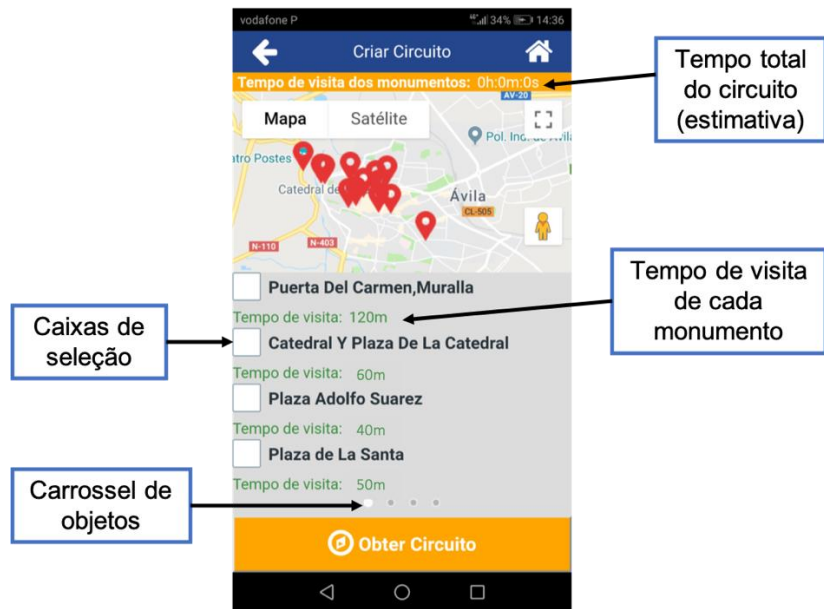 vodafone P 34% 14:36
Criar Circuito
Tempo de visita dos monumentos: 0h:0m:0s
AV-20
Mapa Satélite
Pol. Ind. de
tro Postes
Catedral de
Ávila
CL-505
N-110 N-403
Puerta Del Carmen,Muralla
Tempo de visita: 120m
Catedral Y Plaza De La Catedral
Tempo de visita: 60m
Plaza Adolfo Suarez
Tempo de visita: 40m
Plaza de La Santa
Tempo de visita: 50m
Obter Circuito
Tempo total
do circuito
(estimativa)
Tempo de visita
de cada
monumento
Caixas de
seleção
Carrossel de
objetos